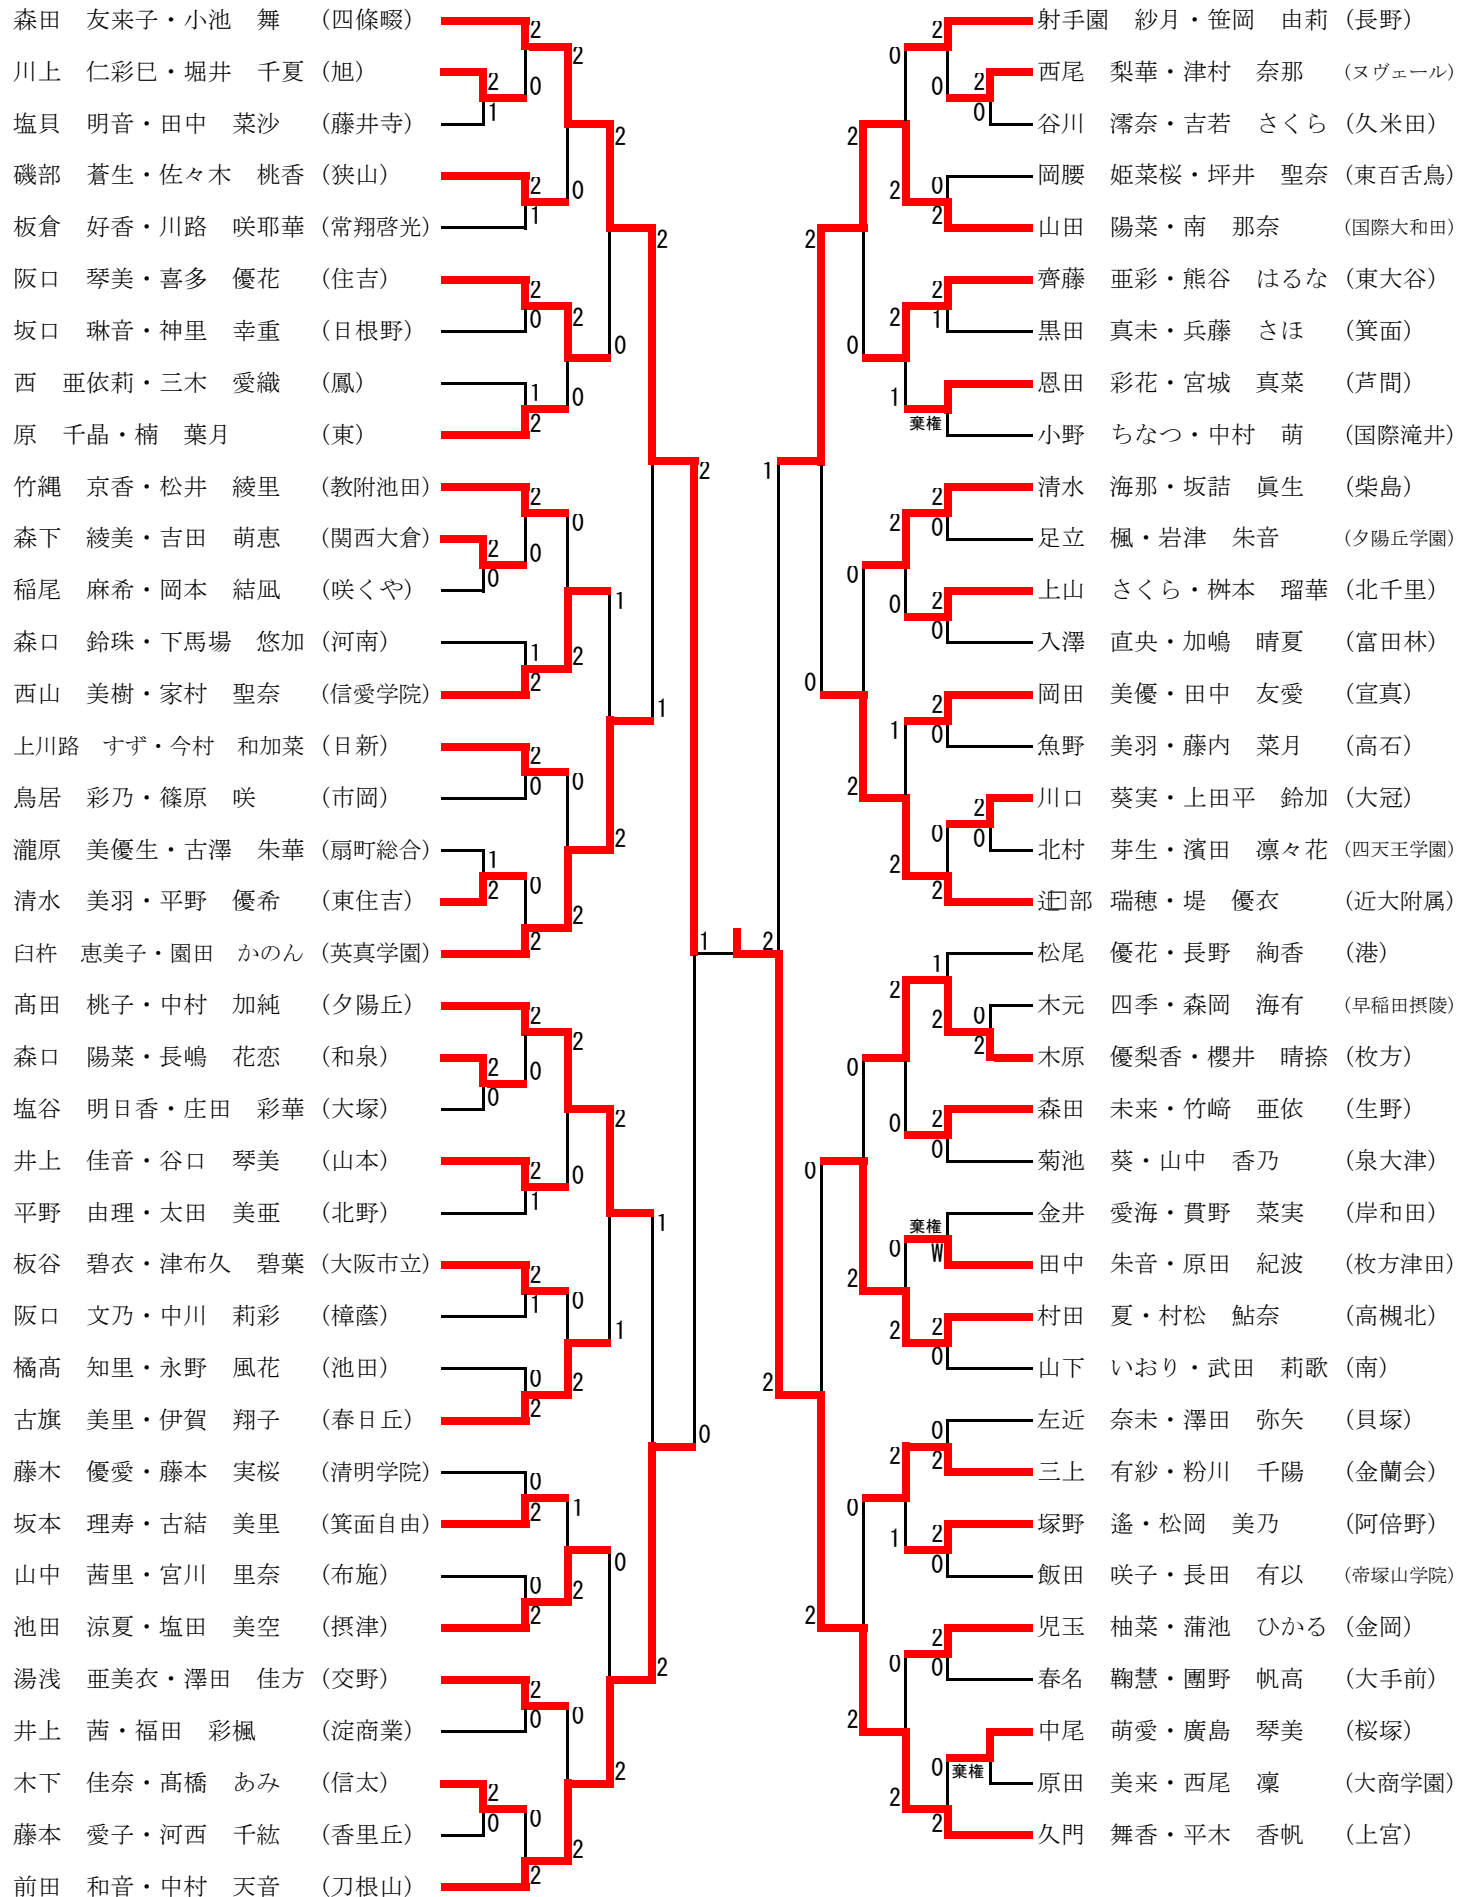 森田 友来子・小池 舞 (四條畷)
川上 仁彩巳・堀井 千夏 (旭)
塩貝 明音・田中 菜沙 (藤井寺)
磯部 蒼生・佐々木 桃香 (狭山)
板倉 好香・川路 咲耶華 (常翔啓光)
阪口 琴美・喜多 優花 (住吉)
坂口 琳音・神里 幸重 (日根野)
西 亜依莉・三木 愛織 (鳳)
原 千晶・楠 葉月 (東)
竹縄 京香・松井 綾里 (教附池田)
森下 綾美・吉田 萌恵 (関西大倉)
稲尾 麻希・岡本 結凪 (咲くや)
森口 鈴珠・下馬場 悠加 (河南)
西山 美樹・家村 聖奈 (信愛学院)
上川路 すず・今村 和加菜 (日新)
鳥居 彩乃・篠原 咲 (市岡)
瀧原 美優生・古澤 朱華 (扇町総合)
清水 美羽・平野 優希 (東住吉)
臼杵 恵美子・園田 かのん (英真学園)
髙田 桃子・中村 加純 (夕陽丘)
森口 陽菜・長嶋 花恋 (和泉)
塩谷 明日香・庄田 彩華 (大塚)
井上 佳音・谷口 琴美 (山本)
平野 由理・太田 美亜 (北野)
板谷 碧衣・津布久 碧葉 (大阪市立)
阪口 文乃・中川 莉彩 (樟蔭)
橘髙 知里・永野 風花 (池田)
古旗 美里・伊賀 翔子 (春日丘)
藤木 優愛・藤本 実桜 (清明学院)
坂本 理寿・古結 美里 (箕面自由)
山中 茜里・宮川 里奈 (布施)
池田 涼夏・塩田 美空 (摂津)
湯浅 亜美衣・澤田 佳方 (交野)
井上 茜・福田 彩楓 (淀商業)
木下 佳奈・髙橋 あみ (信太)
藤本 愛子・河西 千紘 (香里丘)
前田 和音・中村 天音 (刀根山)
射手園 紗月・笹岡 由莉 (長野)
西尾 梨華・津村 奈那 (ヌヴェール)
谷川 澪奈・吉若 さくら (久米田)
岡腰 姫菜桜・坪井 聖奈 (東百舌鳥)
山田 陽菜・南 那奈 (国際大和田)
齊藤 亜彩・熊谷 はるな (東大谷)
黒田 真未・兵藤 さほ (箕面)
恩田 彩花・宮城 真菜 (芦間)
棄権
小野 ちなつ・中村 萌 (国際滝井)
清水 海那・坂詰 眞生 (柴島)
足立 楓・岩津 朱音 (夕陽丘学園)
上山 さくら・桝本 瑠華 (北千里)
入澤 直央・加嶋 晴夏 (富田林)
岡田 美優・田中 友愛 (宣真)
魚野 美羽・藤内 菜月 (高石)
川口 葵実・上田平 鈴加 (大冠)
北村 芽生・濱田 凛々花 (四天王学園)
部 瑞穂・堤 優衣 (近大附属)
松尾 優花・長野 絢香 (港)
木元 四季・森岡 海有 (早稲田摂陵)
木原 優梨香・櫻井 晴捺 (枚方)
森田 未来・竹﨑 亜依 (生野)
菊池 葵・山中 香乃 (泉大津)
金井 愛海・貫野 菜実 (岸和田)
棄権
W
田中 朱音・原田 紀波 (枚方津田)
村田 夏・村松 鮎奈 (高槻北)
山下 いおり・武田 莉歌 (南)
左近 奈未・澤田 弥矢 (貝塚)
三上 有紗・粉川 千陽 (金蘭会)
塚野 遙・松岡 美乃 (阿倍野)
飯田 咲子・長田 有以 (帝塚山学院)
児玉 柚菜・蒲池 ひかる (金岡)
春名 鞠慧・團野 帆高 (大手前)
中尾 萌愛・廣島 琴美 (桜塚)
棄権
原田 美来・西尾 凜 (大商学園)
久門 舞香・平木 香帆 (上宮)